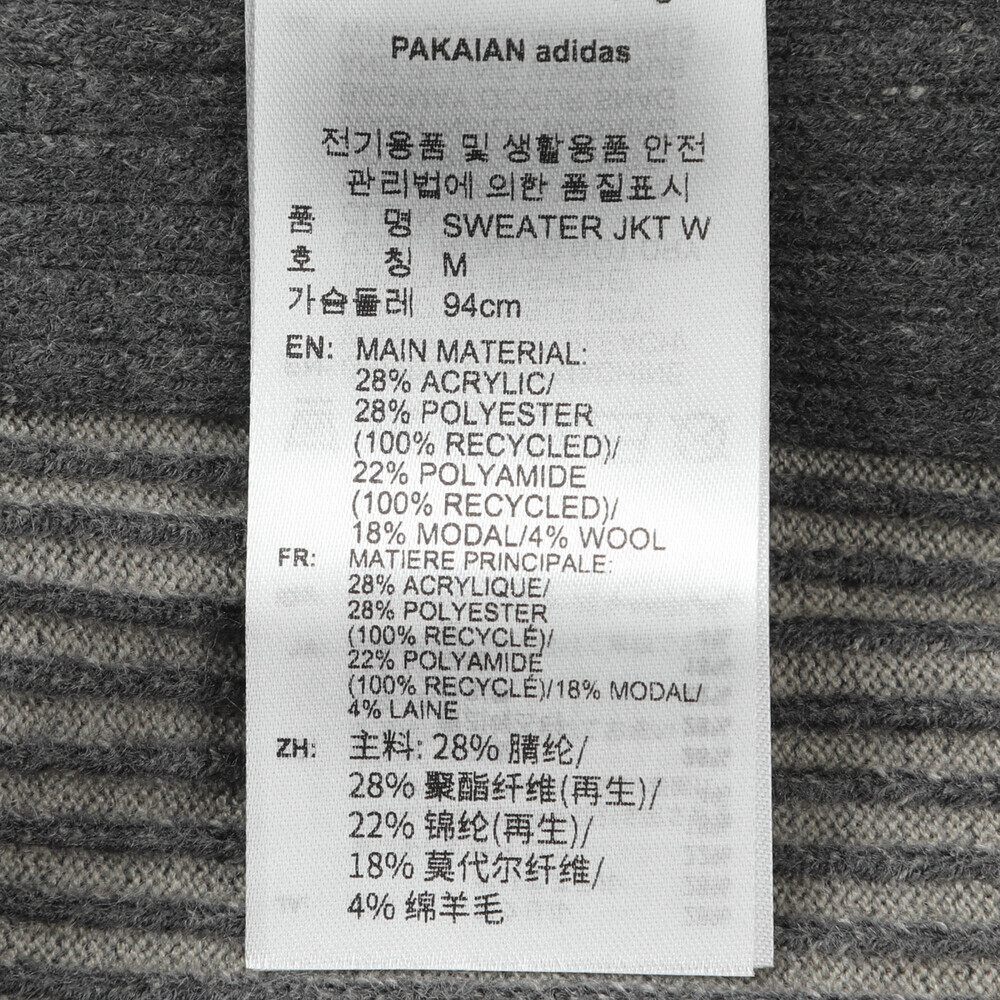 PAKAIAN adidas
전기용품 및 생활용품 안전
관리법에 의한 품질표시
품 명 SWEATER JKT W
호 칭 M
가슴둘레 94cm
EN: MAIN MATERIAL:
28% ACRYLIC/
28% POLYESTER
(100% RECYCLED)/
22% POLYAMIDE
(100% RECYCLED)/
18% MODAL/4% WOOL
FR: MATIERE PRINCIPALE:
28% ACRYLIQUE/
28% POLYESTER
(100% RECYCLÉ)/
22% POLYAMIDE
(100% RECYCLÉ)/18% MODAL/
4% LAINE
ZH: 主料: 28% 腈纶/
28% 聚酯纤维(再生)/
22% 锦纶(再生)/
18% 莫代尔纤维/
4% 绵羊毛